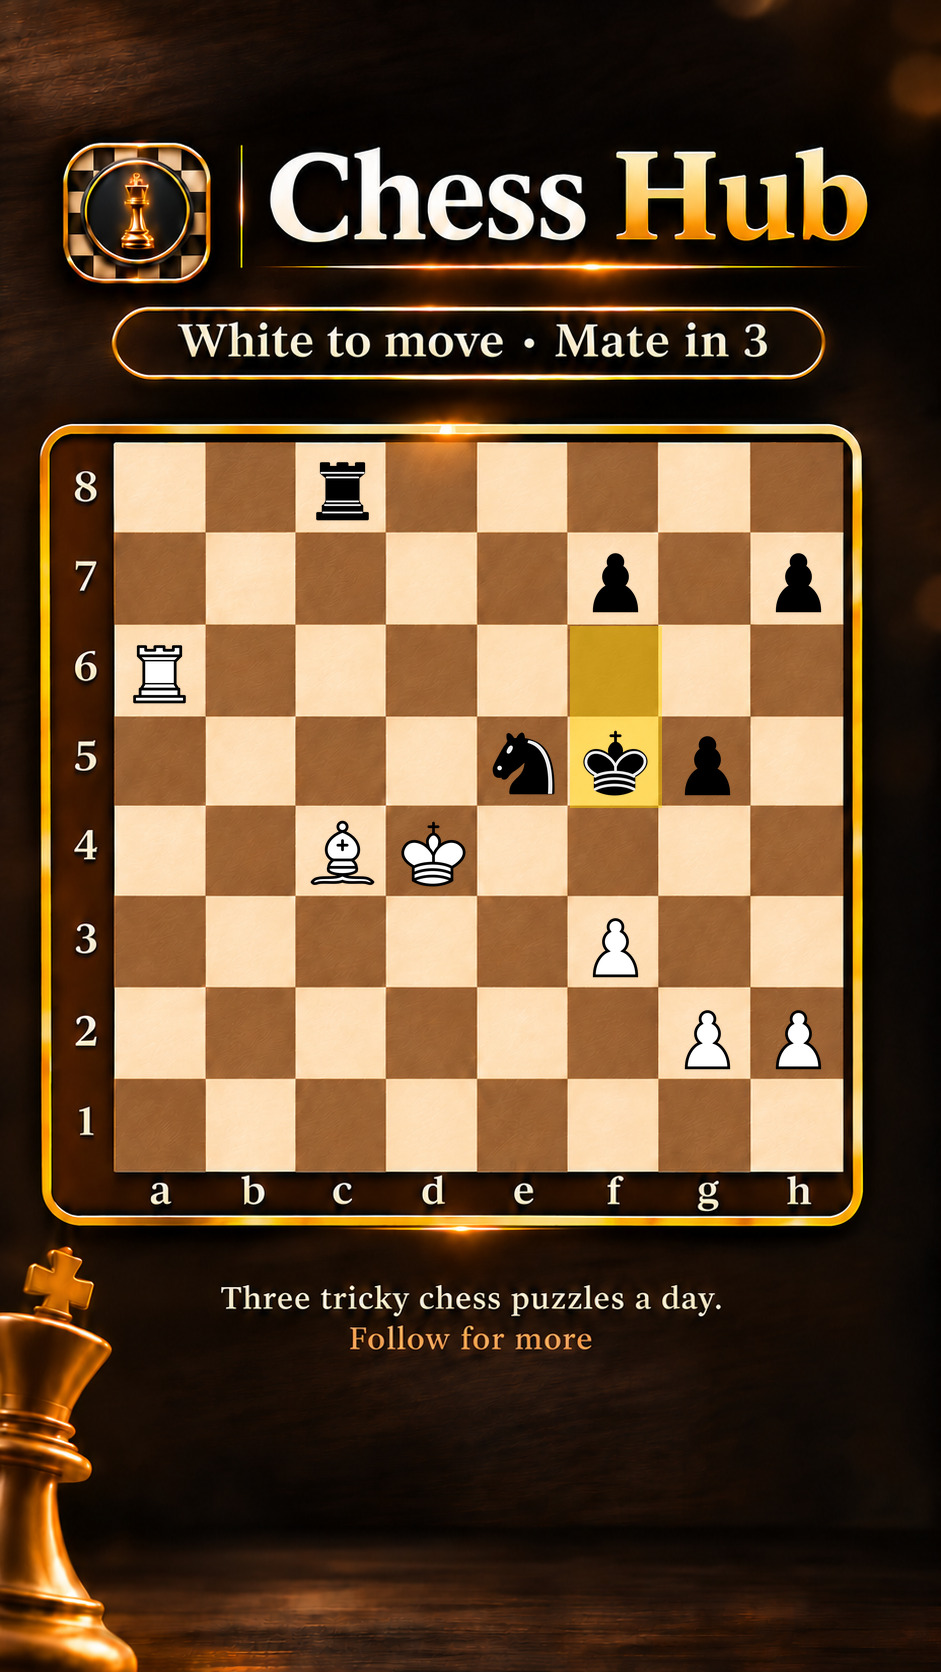 Chess Hub
White to move • Mate in 3
8
7
6
5
4
3
2
1
a b c d e f g h
Three tricky chess puzzles a day.
Follow for more